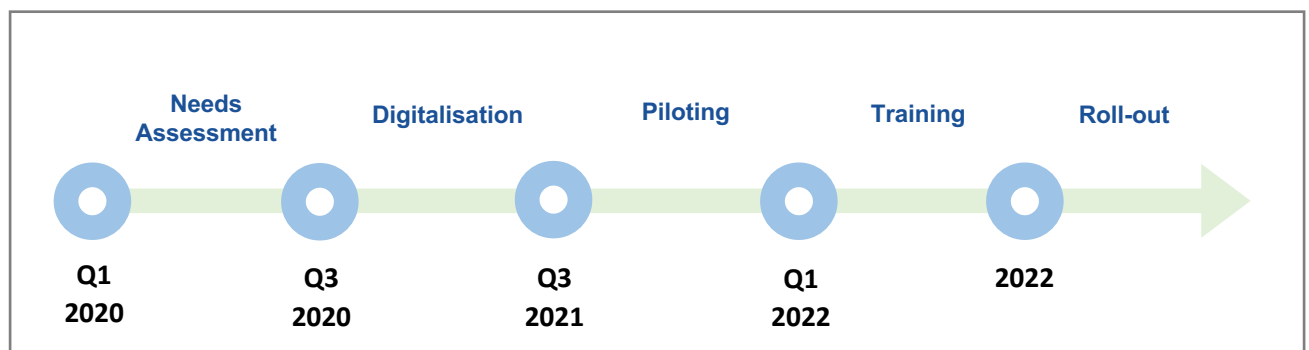 Needs
Assessment
Digitalisation
Piloting
Training
Roll-out
Q1
2020
Q3
2020
Q3
2021
Q1
2022
2022